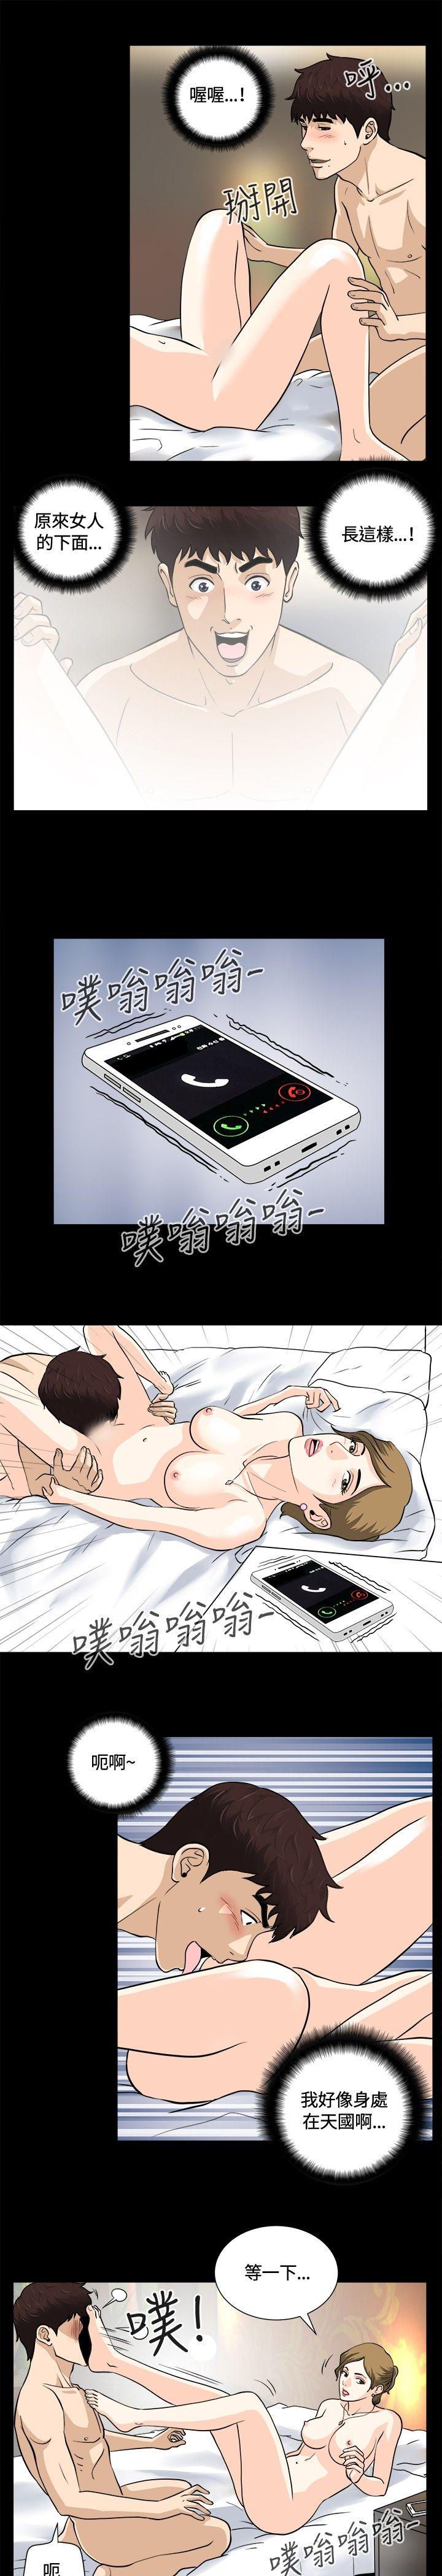 喔喔...!
呼...
掰開
原來女人
的下面...
長這樣...!
噗嗡嗡嗡-
噗嗡嗡嗡-
噗嗡嗡嗡-
呃啊~
我好像身處
在天國啊...
等一下...
噗!
噗嗡嗡嗡-
呃